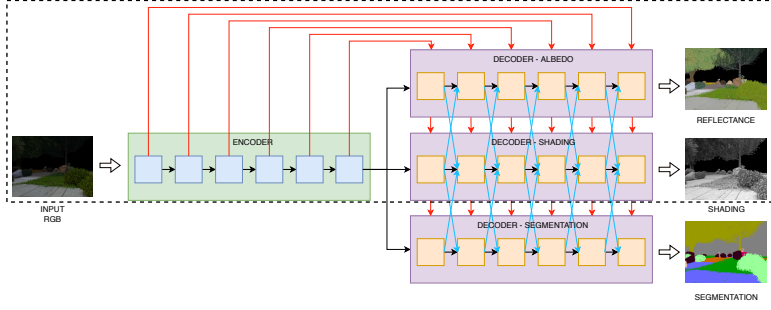 DECODER - ALBEDO
REFLECTANCE
ENCODER
DECODER - SHADING
INPUT
RGB
SHADING
DECODER - SEGMENTATION
SEGMENTATION